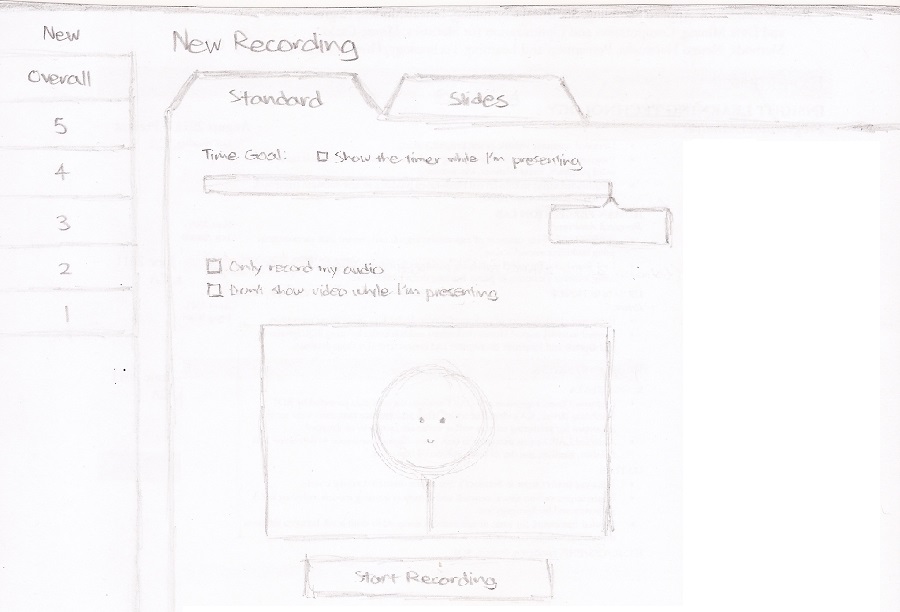 New
Overall
5
4
3
2
1
New Recording
Standard
Slides
Time Goal:
Show the timer while I'm presenting
Only record my audio
Don't show video while I'm presenting
Start Recording